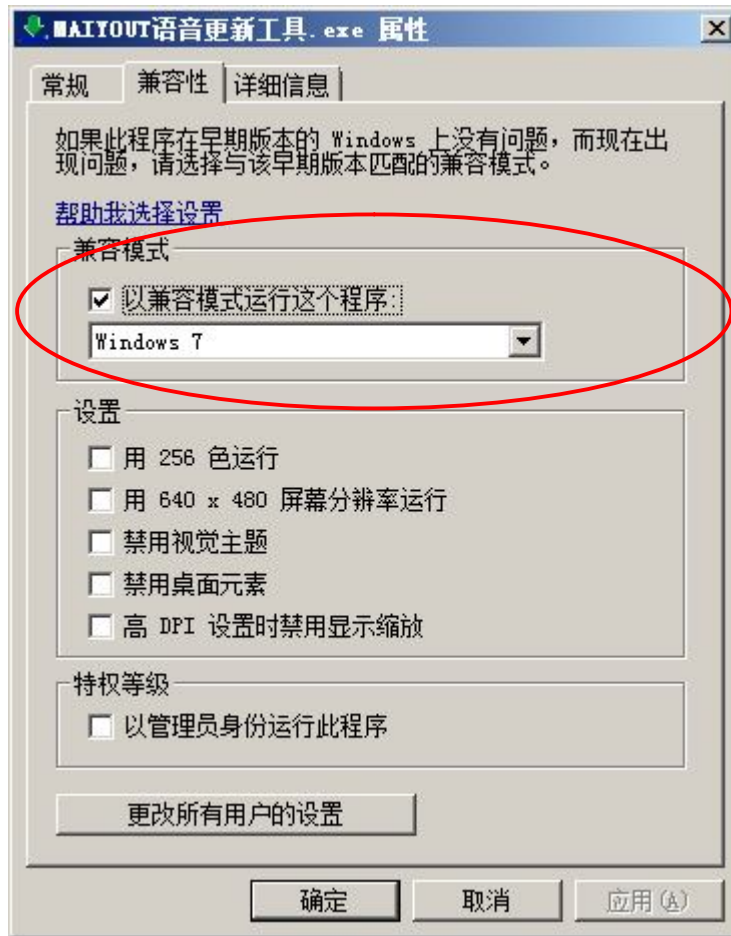 MAIYOUT语音更新工具.exe 属性
常规 兼容性 详细信息
如果此程序在早期版本的 Windows 上没有问题，而现在出
现问题，请选择与该早期版本匹配的兼容模式。
帮助我选择设置
兼容模式
以兼容模式运行这个程序:
Windows 7
设置
用 256 色运行
用 640 x 480 屏幕分辨率运行
禁用视觉主题
禁用桌面元素
高 DPI 设置时禁用显示缩放
特权等级
以管理员身份运行此程序
更改所有用户的设置
确定 取消 应用(A)